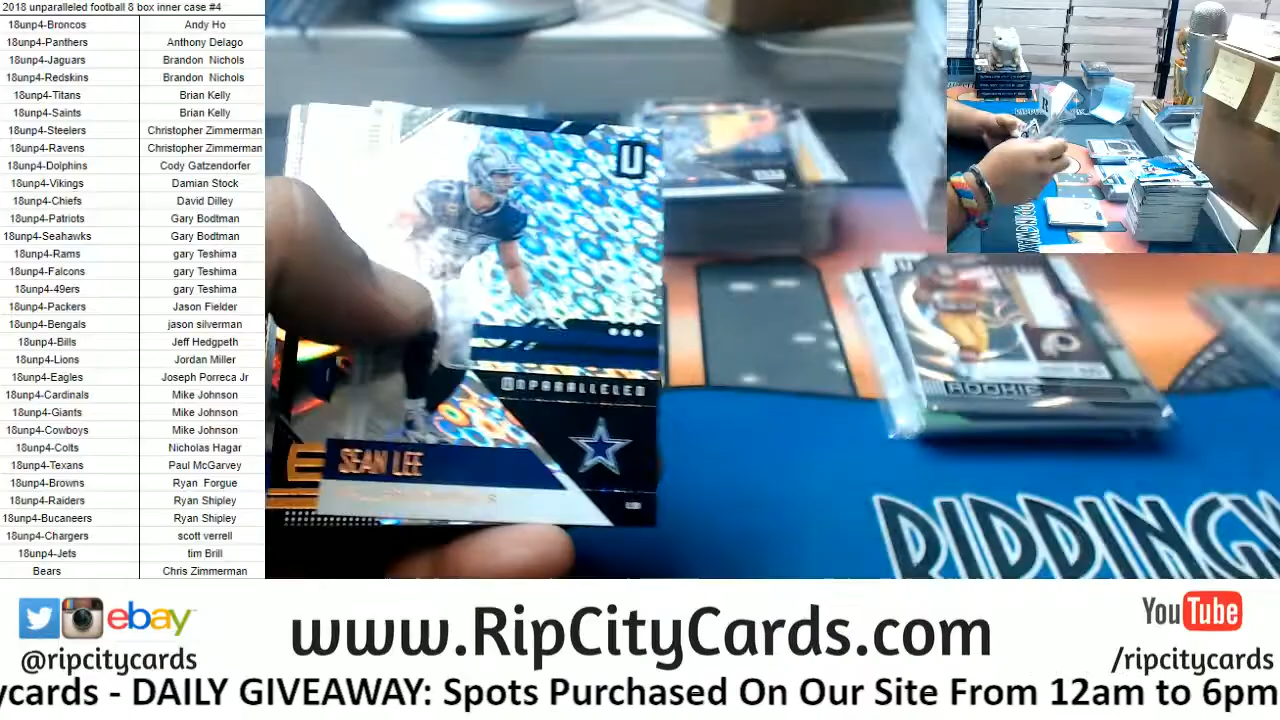 2018 unparalleled football 8 box inner case #4
18unp4-Broncos Andy Ho
18unp4-Panthers Anthony Delago
18unp4-Jaguars Brandon Nichols
18unp4-Redskins Brandon Nichols
18unp4-Titans Brian Kelly
18unp4-Saints Brian Kelly
18unp4-Steelers Christopher Zimmerman
18unp4-Ravens Christopher Zimmerman
18unp4-Dolphins Cody Gatzendorfer
18unp4-Vikings Damian Stock
18unp4-Chiefs David Dilley
18unp4-Patriots Gary Bodtman
18unp4-Seahawks Gary Bodtman
18unp4-Rams gary Teshima
18unp4-Falcons gary Teshima
18unp4-49ers gary Teshima
18unp4-Packers Jason Fielder
18unp4-Bengals jason silverman
18unp4-Bills Jeff Hedgpeth
18unp4-Lions Jordan Miller
18unp4-Eagles Joseph Porreca Jr
18unp4-Cardinals Mike Johnson
18unp4-Giants Mike Johnson
18unp4-Cowboys Mike Johnson
18unp4-Colts Nicholas Hagar
18unp4-Texans Paul McGarvey
18unp4-Browns Ryan Forgue
18unp4-Raiders Ryan Shipley
18unp4-Bucaneers Ryan Shipley
18unp4-Chargers scott verrell
18unp4-Jets tim Brill
Bears Chris Zimmerman
U
UNPARALLELED
SEAN LEE
LB
ROOKIE
ebay
@ripcitycards
www.RipCityCards.com
YouTube
/ripcitycards
ycards - DAILY GIVEAWAY: Spots Purchased On Our Site From 12am to 6pm